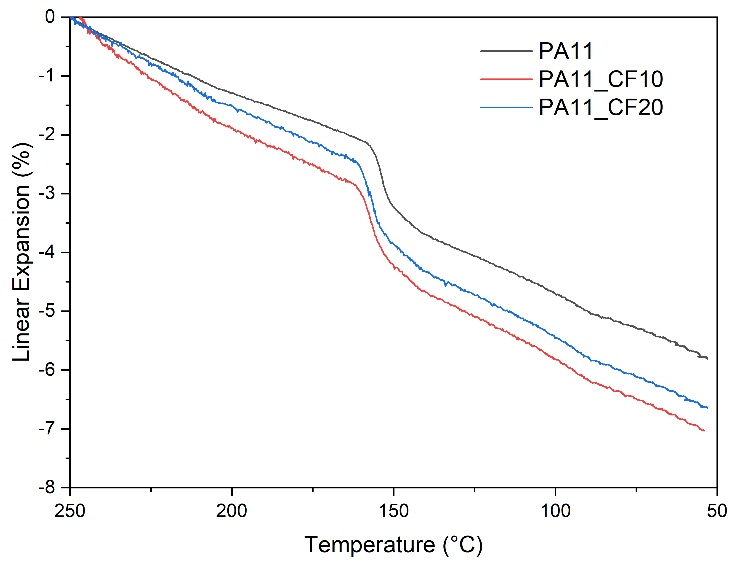 0
-1
-2
-3
-4
-5
-6
-7
-8
Linear Expansion (%)
PA11
PA11_CF10
PA11_CF20
250 200 150 100 50
Temperature (°C)